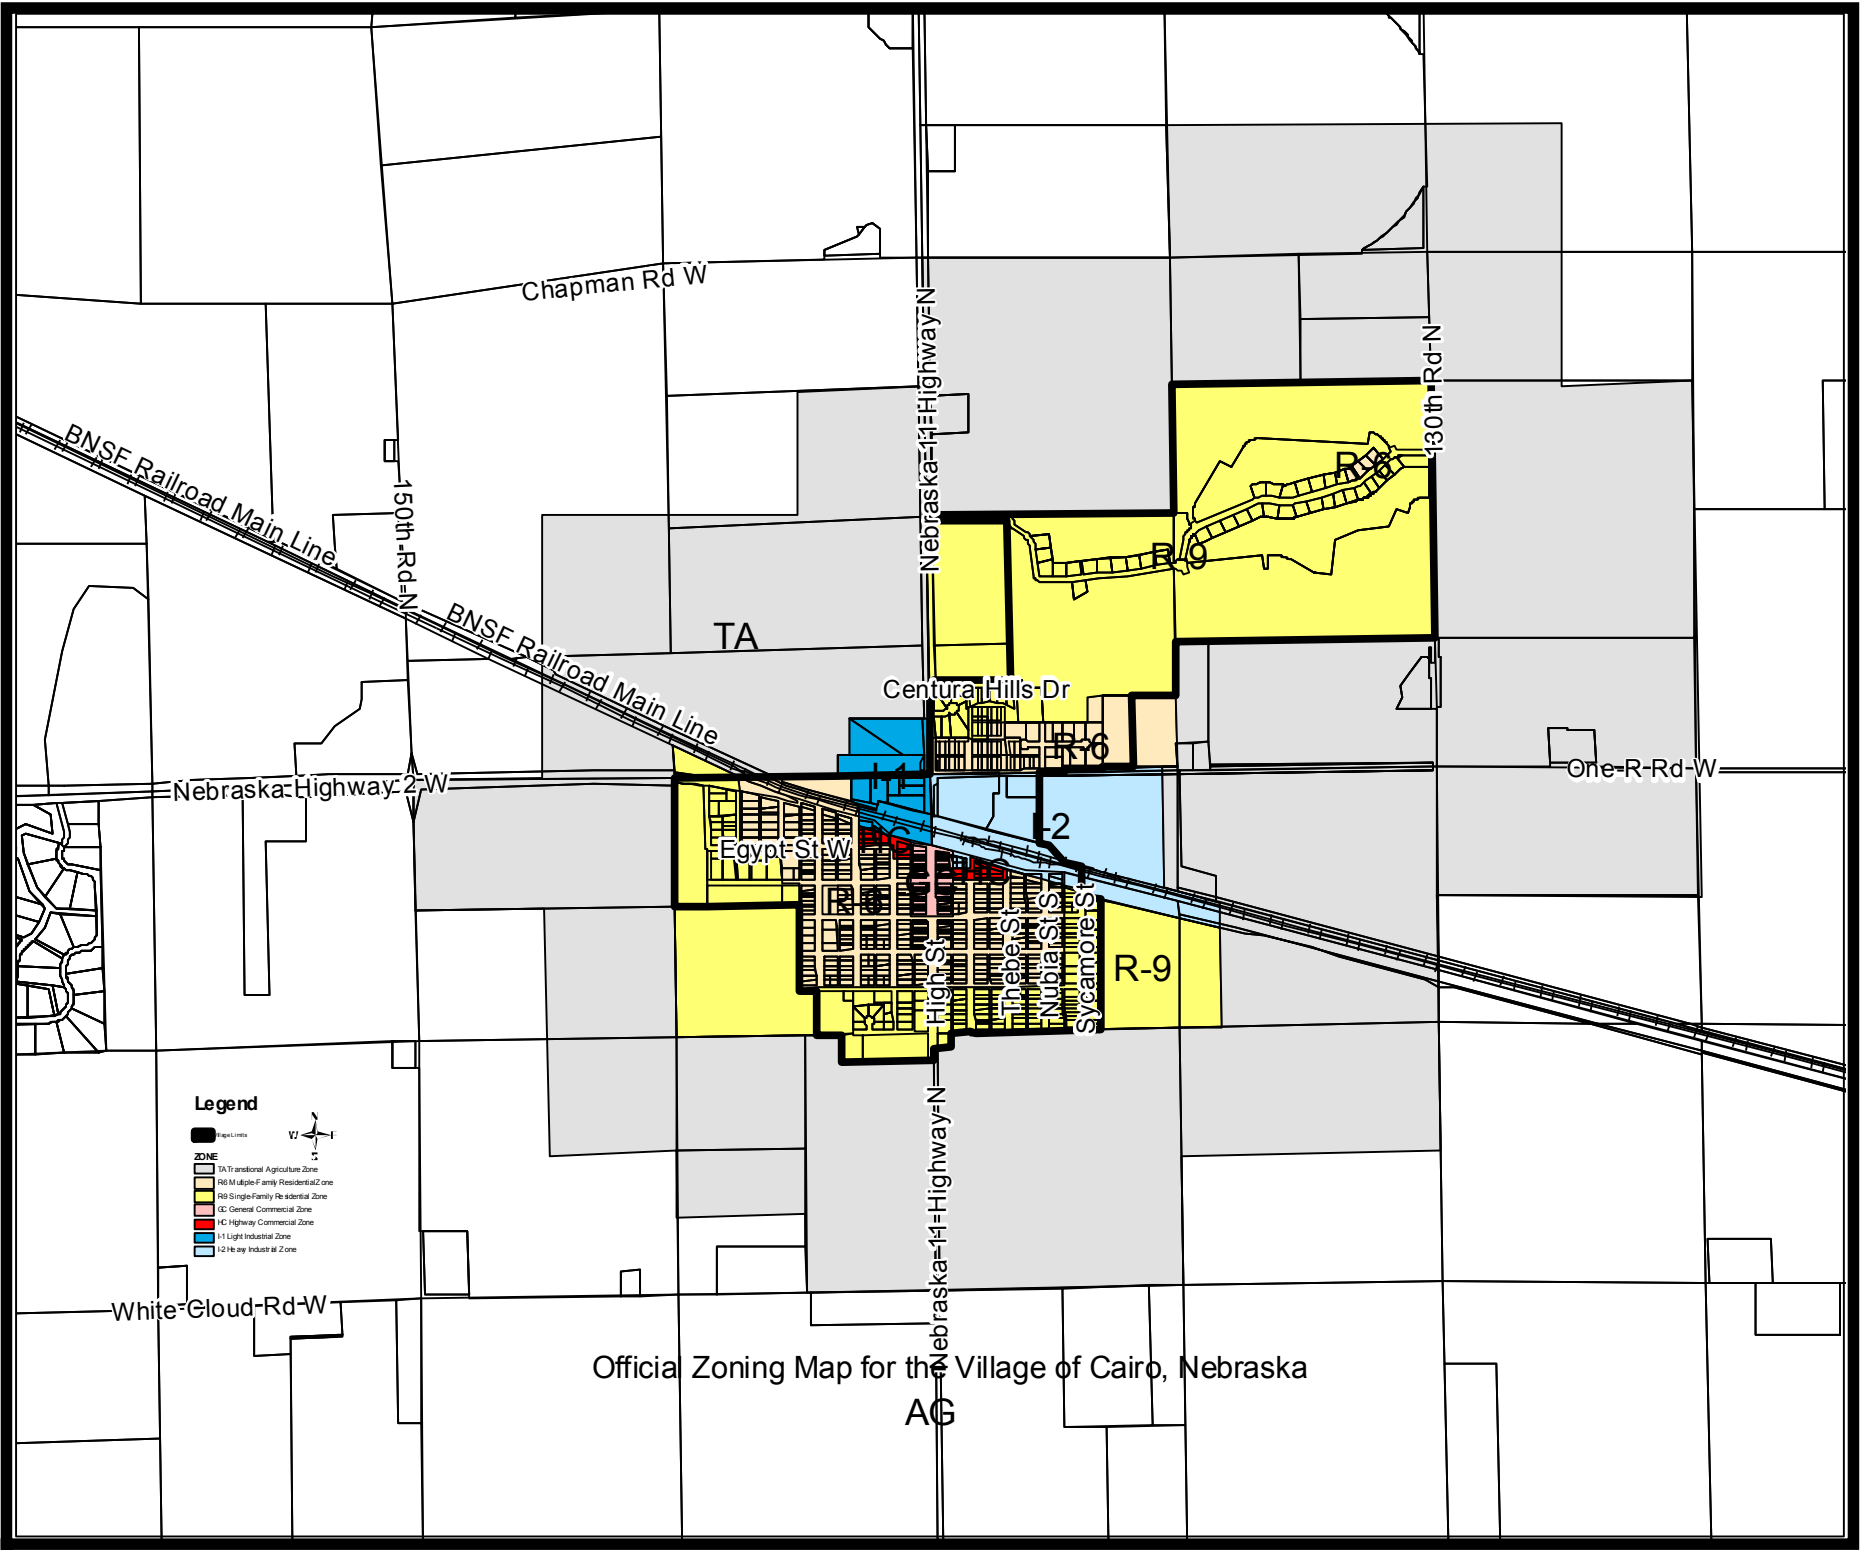 Chapman Rd W
Nebraska-11-Highway-N
130th-Rd-N
BNSF Railroad Main Line
R-6
150th-Rd-N
R-9
BNSF Railroad Main Line
TA
Centura Hills Dr
R-6
One-R-Rd W
I-1
Nebraska Highway 2 W
I-2
HC
Egypt-St W
HC
R-6
R-9
High-St
Thebe St
Nubia St S
Sycamore St
Legend
Village Limits
N
W E
S
ZONE
TA Transitional Agriculture Zone
R6 Multiple-Family Residential Zone
R9 Single-Family Residential Zone
GC General Commercial Zone
HC Highway Commercial Zone
I-1 Light Industrial Zone
I-2 Heavy Industrial Zone
Nebraska-11-Highway-N
White-Cloud-Rd-W
Official Zoning Map for the Village of Cairo, Nebraska
AG